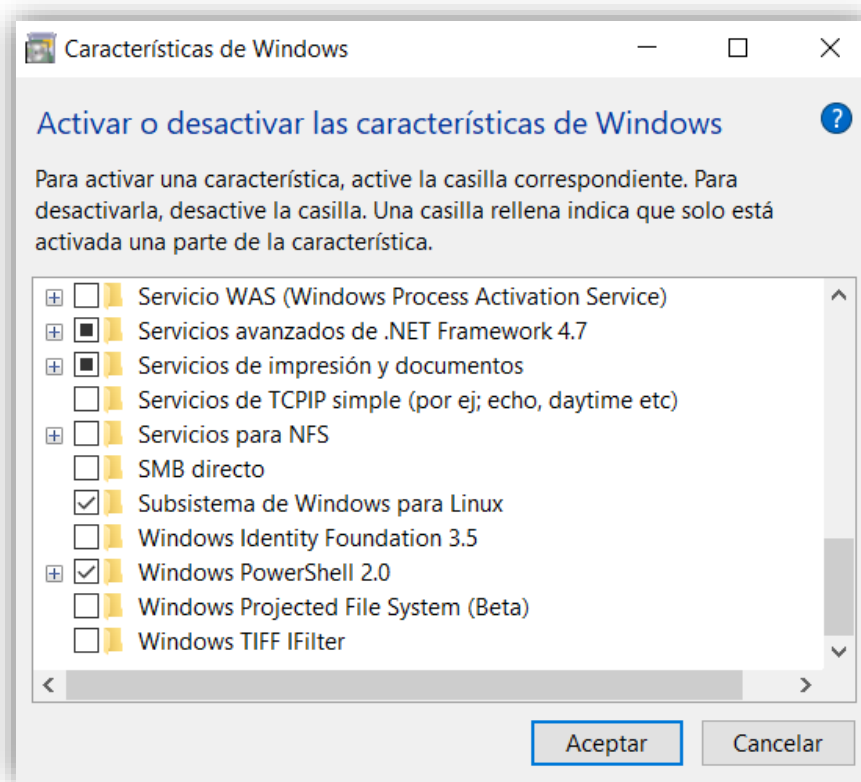 Características de Windows
Activar o desactivar las características de Windows
?
Para activar una característica, active la casilla correspondiente. Para
desactivarla, desactive la casilla. Una casilla rellena indica que solo está
activada una parte de la característica.
Servicio WAS (Windows Process Activation Service)
Servicios avanzados de .NET Framework 4.7
Servicios de impresión y documentos
Servicios de TCPIP simple (por ej; echo, daytime etc)
Servicios para NFS
SMB directo
Subsistema de Windows para Linux
Windows Identity Foundation 3.5
Windows PowerShell 2.0
Windows Projected File System (Beta)
Windows TIFF IFilter
Aceptar
Cancelar